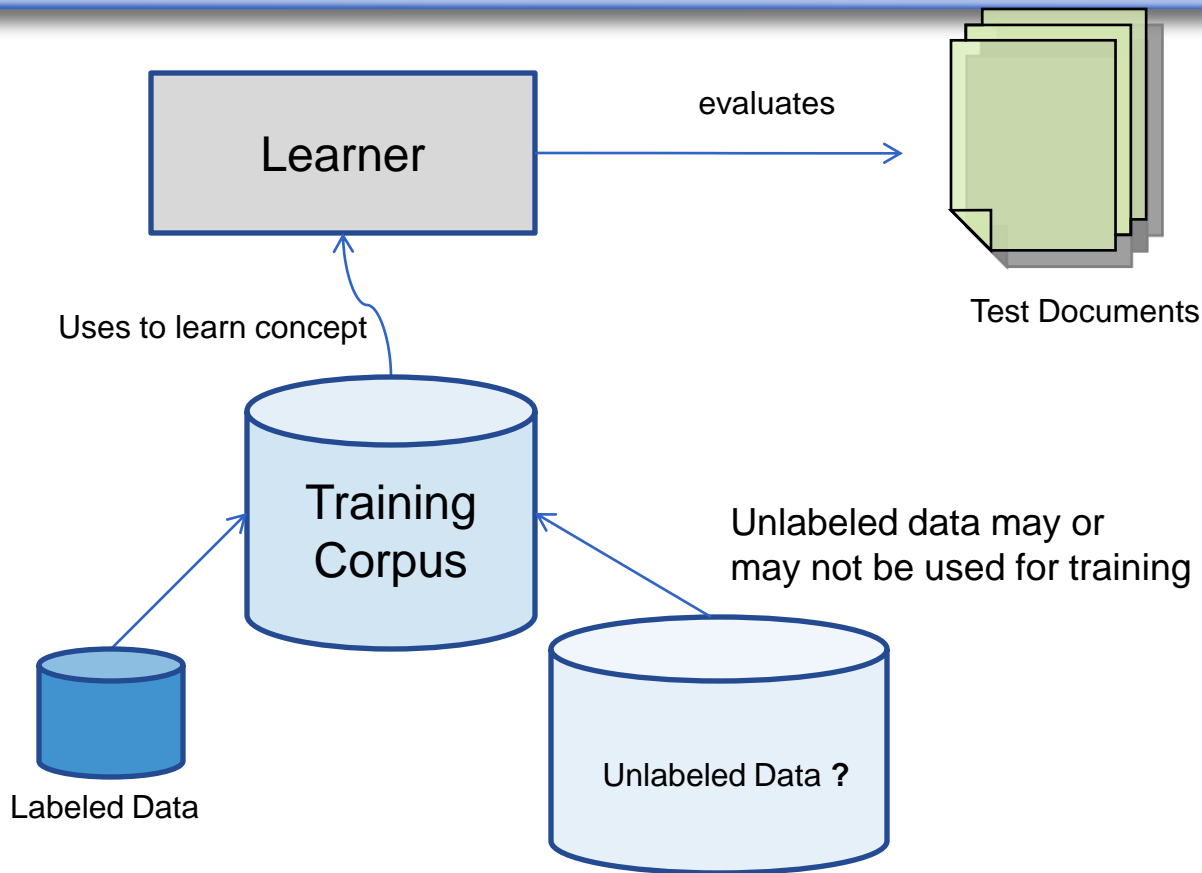 Learner
evaluates
Test Documents
Uses to learn concept
Training
Corpus
Unlabeled data may or
may not be used for training
Labeled Data
Unlabeled Data ?